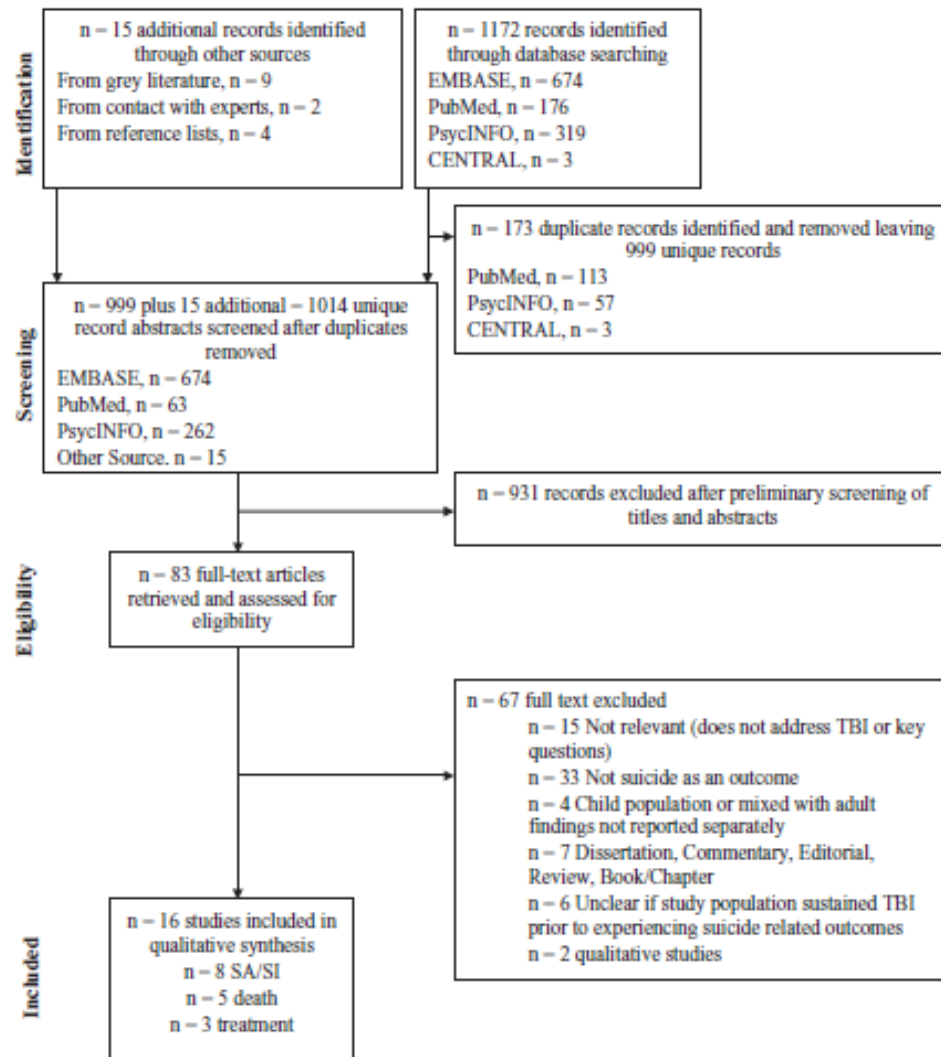 n – 15 additional records identified
through other sources
From grey literature, n – 9
From contact with experts, n – 2
From reference lists, n – 4
n – 1172 records identified
through database searching
EMBASE, n – 674
PubMed, n – 176
PsycINFO, n – 319
CENTRAL, n – 3
Identification
n – 173 duplicate records identified and removed leaving
999 unique records
PubMed, n – 113
PsycINFO, n – 57
CENTRAL, n – 3
n – 999 plus 15 additional – 1014 unique
record abstracts screened after duplicates
removed
EMBASE, n – 674
PubMed, n – 63
PsycINFO, n – 262
Other Source. n – 15
Screening
n – 931 records excluded after preliminary screening of
titles and abstracts
n – 83 full-text articles
retrieved and assessed for
eligibility
Eligibility
n – 67 full text excluded
n – 15 Not relevant (does not address TBI or key
questions)
n – 33 Not suicide as an outcome
n – 4 Child population or mixed with adult
findings not reported separately
n – 7 Dissertation, Commentary, Editorial,
Review, Book/Chapter
n – 6 Unclear if study population sustained TBI
prior to experiencing suicide related outcomes
n – 2 qualitative studies
n – 16 studies included in
qualitative synthesis
n – 8 SA/SI
n – 5 death
n – 3 treatment
Included